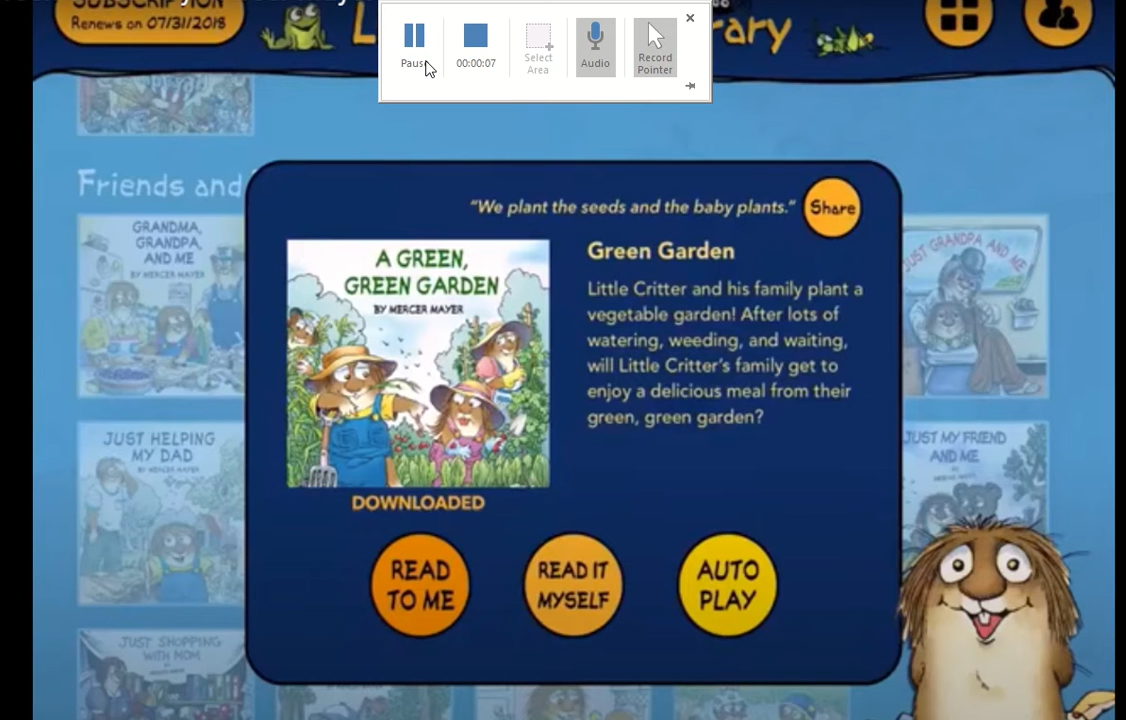 SUBSCRIPTION
Renews on 07/31/2018
rary
Pause
00:00:07
Select
Area
Audio
Record
Pointer
Friends and
GRANDMA,
GRANDPA,
AND ME
BY MERCER MAYER
JUST HELPING
MY DAD
BY MERCER MAYER
JUST SHOPPING
WITH MOM
"We plant the seeds and the baby plants."
Share
A GREEN,
GREEN GARDEN
BY MERCER MAYER
DOWNLOADED
Green Garden
Little Critter and his family plant a
vegetable garden! After lots of
watering, weeding, and waiting,
will Little Critter's family get to
enjoy a delicious meal from their
green, green garden?
READ
TO ME
READ IT
MYSELF
AUTO
PLAY
JUST GRANDPA AND ME
JUST MY FRIEND
AND ME